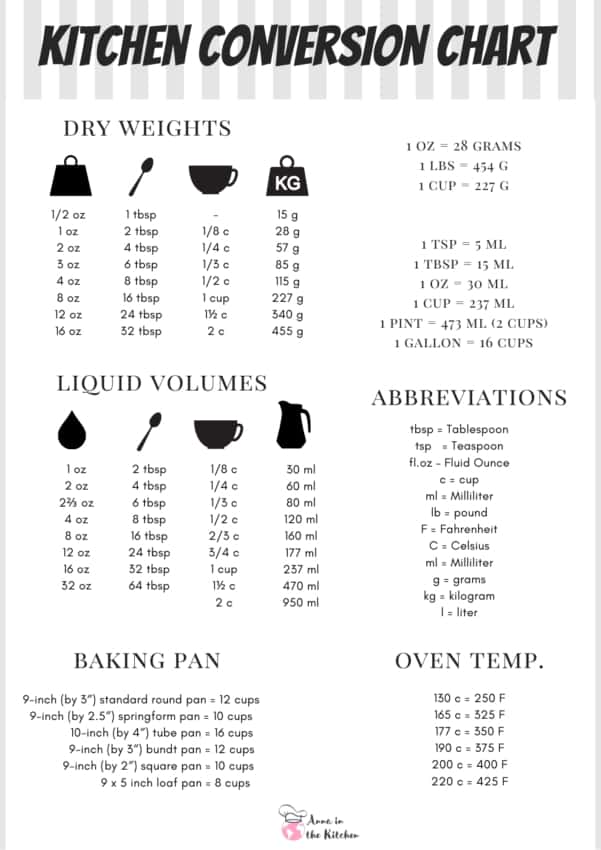 KITCHEN CONVERSION CHART
DRY WEIGHTS
KG
1/2 oz 1 tbsp - 15 g
1 oz 2 tbsp 1/8 c 28 g
2 oz 4 tbsp 1/4 c 57 g
3 oz 6 tbsp 1/3 c 85 g
4 oz 8 tbsp 1/2 c 115 g
8 oz 16 tbsp 1 cup 227 g
12 oz 24 tbsp 1½ c 340 g
16 oz 32 tbsp 2 c 455 g
1 OZ = 28 GRAMS
1 LBS = 454 G
1 CUP = 227 G
1 TSP = 5 ML
1 TBSP = 15 ML
1 OZ = 30 ML
1 CUP = 237 ML
1 PINT = 473 ML (2 CUPS)
1 GALLON = 16 CUPS
LIQUID VOLUMES
1 oz 2 tbsp 1/8 c 30 ml
2 oz 4 tbsp 1/4 c 60 ml
2⅔ oz 6 tbsp 1/3 c 80 ml
4 oz 8 tbsp 1/2 c 120 ml
8 oz 16 tbsp 2/3 c 160 ml
12 oz 24 tbsp 3/4 c 177 ml
16 oz 32 tbsp 1 cup 237 ml
32 oz 64 tbsp 1½ c 470 ml
2 c 950 ml
ABBREVIATIONS
tbsp = Tablespoon
tsp = Teaspoon
fl.oz - Fluid Ounce
c = cup
ml = Milliliter
lb = pound
F = Fahrenheit
C = Celsius
ml = Milliliter
g = grams
kg = kilogram
l = liter
BAKING PAN
9-inch (by 3") standard round pan = 12 cups
9-inch (by 2.5") springform pan = 10 cups
10-inch (by 4") tube pan = 16 cups
9-inch (by 3") bundt pan = 12 cups
9-inch (by 2") square pan = 10 cups
9 x 5 inch loaf pan = 8 cups
OVEN TEMP.
130 c = 250 F
165 c = 325 F
177 c = 350 F
190 c = 375 F
200 c = 400 F
220 c = 425 F
Anna in
the Kitchen